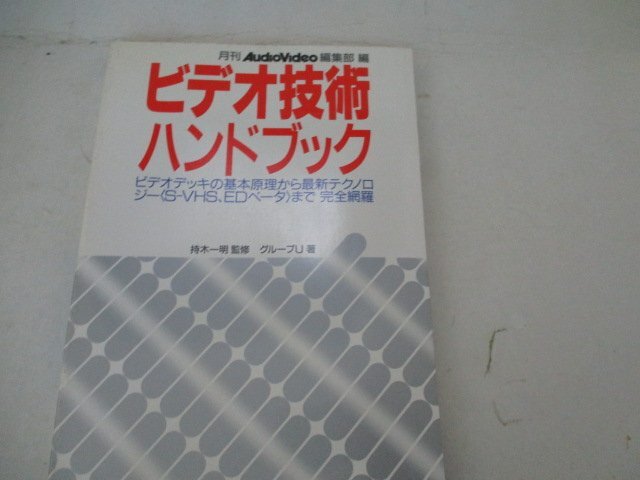 月刊 AudioVideo 編集部 編
ビデオ技術
ハンドブック
ビデオデッキの基本原理から最新テクノロ
ジー〈S-VHS、EDベータ〉まで 完全網羅
持木一明 監修 グループU 著